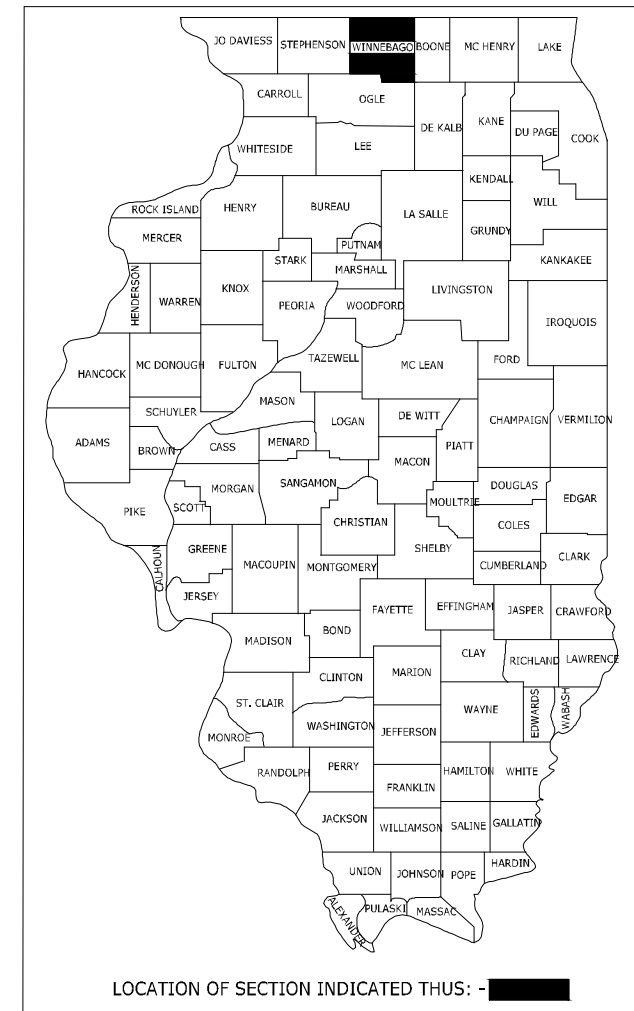 JO DAVIESS STEPHENSON WINNEBAGO BOONE MC HENRY LAKE
CARROLL OGLE DE KALB KANE DU PAGE COOK
WHITESIDE LEE
KENDALL WILL
ROCK ISLAND HENRY BUREAU LA SALLE
GRUNDY
MERCER PUTNAM
STARK MARSHALL KANKAKEE
HENDERSON WARREN KNOX PEORIA WOODFORD LIVINGSTON
IROQUOIS
HANCOCK MC DONOUGH FULTON TAZEWELL MC LEAN FORD
MASON
SCHUYLER LOGAN DE WITT CHAMPAIGN VERMILION
ADAMS BROWN CASS MENARD PIATT
MACON
MORGAN SANGAMON DOUGLAS EDGAR
PIKE SCOTT CHRISTIAN MOULTRIE
COLES
GREENE SHELBY
CALHOUN MACOUPIN MONTGOMERY CUMBERLAND CLARK
JERSEY
FAYETTE EFFINGHAM JASPER CRAWFORD
MADISON BOND
CLAY RICHLAND LAWRENCE
CLINTON MARION
ST. CLAIR WAYNE EDWARDS WABASH
WASHINGTON JEFFERSON
MONROE
RANDOLPH PERRY HAMILTON WHITE
FRANKLIN
JACKSON WILLIAMSON SALINE GALLATIN
UNION JOHNSON POPE HARDIN
ALEXANDER PULASKI MASSAC
LOCATION OF SECTION INDICATED THUS: -